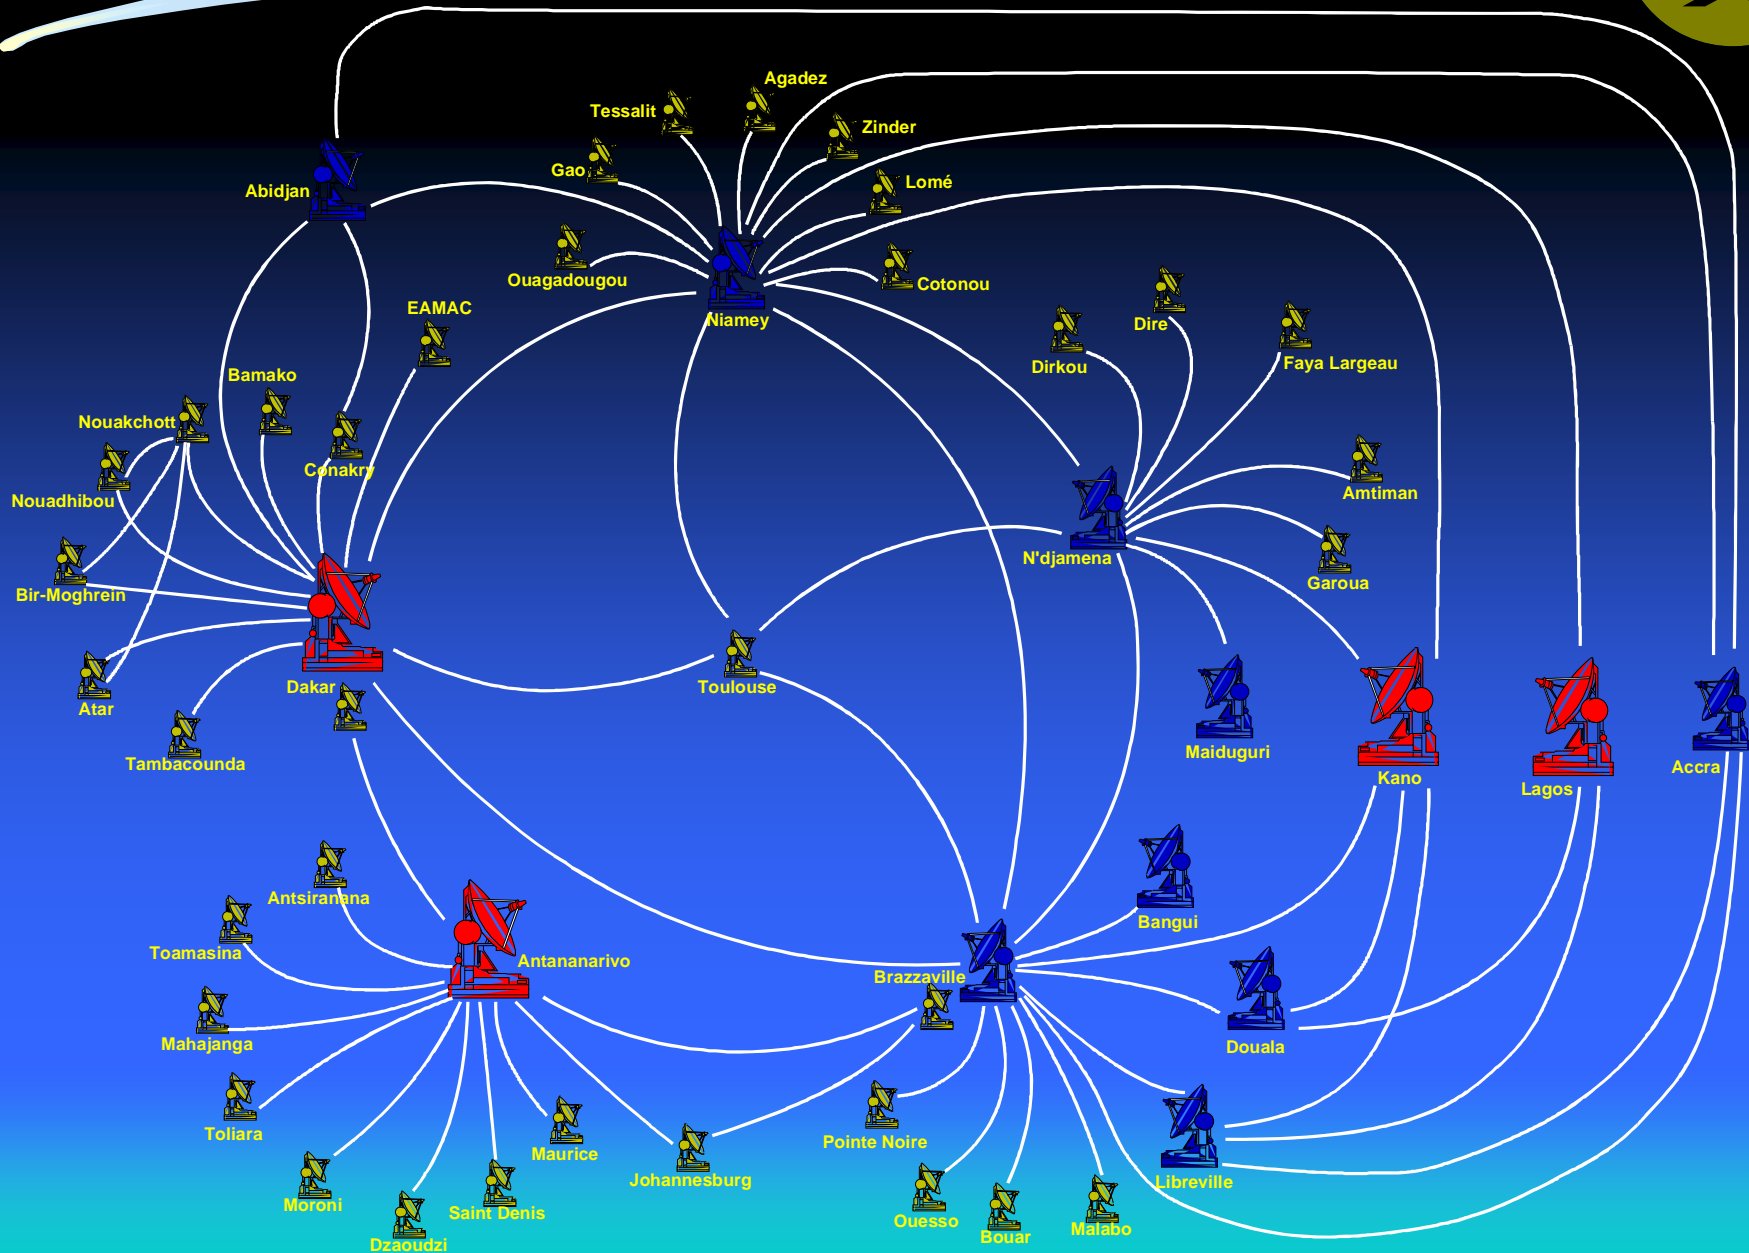 Agadez
Tessalit
Zinder
Gao
Lomé
Abidjan
Ouagadougou
Cotonou
EAMAC
Niamey
Dire
Dirkou
Faya Largeau
Bamako
Nouakchott
Conakry
Nouadhibou
Amtiman
N'djamena
Garoua
Bir-Moghrein
Dakar
Toulouse
Atar
Tambacounda
Maiduguri
Kano
Lagos
Accra
Antsiranana
Bangui
Toamasina
Antananarivo
Brazzaville
Mahajanga
Douala
Toliara
Maurice
Pointe Noire
Johannesburg
Libreville
Moroni
Saint Denis
Ouesso
Malabo
Bouar
Dzaoudzi